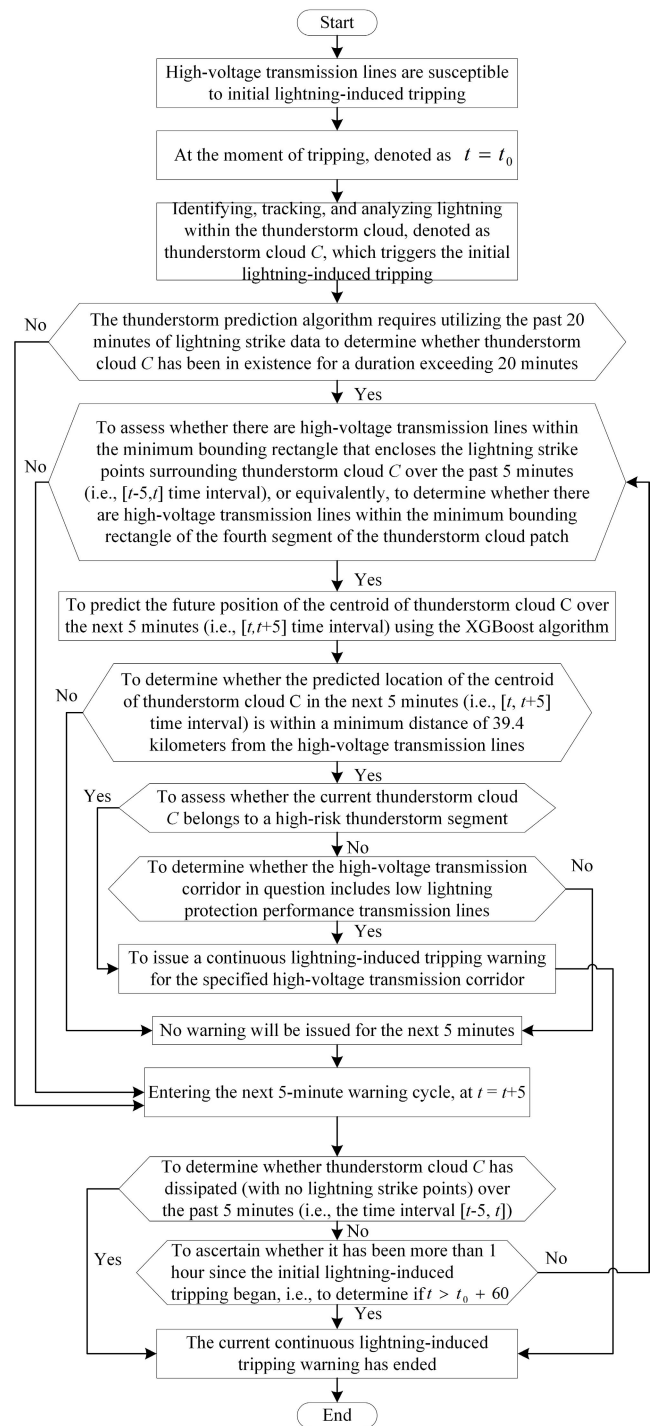 Start
High-voltage transmission lines are susceptible
to initial lightning-induced tripping
At the moment of tripping, denoted as t = t₀
Identifying, tracking, and analyzing lightning
within the thunderstorm cloud, denoted as
thunderstorm cloud C, which triggers the initial
lightning-induced tripping
No
The thunderstorm prediction algorithm requires utilizing the past 20
minutes of lightning strike data to determine whether thunderstorm
cloud C has been in existence for a duration exceeding 20 minutes
Yes
No
To assess whether there are high-voltage transmission lines within
the minimum bounding rectangle that encloses the lightning strike
points surrounding thunderstorm cloud C over the past 5 minutes
(i.e., [t-5,t] time interval), or equivalently, to determine whether there
are high-voltage transmission lines within the minimum bounding
rectangle of the fourth segment of the thunderstorm cloud patch
Yes
To predict the future position of the centroid of thunderstorm cloud C over
the next 5 minutes (i.e., [t,t+5] time interval) using the XGBoost algorithm
No
To determine whether the predicted location of the centroid
of thunderstorm cloud C in the next 5 minutes (i.e., [t, t+5]
time interval) is within a minimum distance of 39.4
kilometers from the high-voltage transmission lines
Yes
Yes
To assess whether the current thunderstorm cloud
C belongs to a high-risk thunderstorm segment
No
To determine whether the high-voltage transmission
corridor in question includes low lightning
protection performance transmission lines
No
Yes
To issue a continuous lightning-induced tripping warning
for the specified high-voltage transmission corridor
No warning will be issued for the next 5 minutes
Entering the next 5-minute warning cycle, at t = t+5
To determine whether thunderstorm cloud C has
dissipated (with no lightning strike points) over
the past 5 minutes (i.e., the time interval [t-5, t])
No
Yes
To ascertain whether it has been more than 1
hour since the initial lightning-induced
tripping began, i.e., to determine if t > t₀ + 60
No
Yes
The current continuous lightning-induced
tripping warning has ended
End